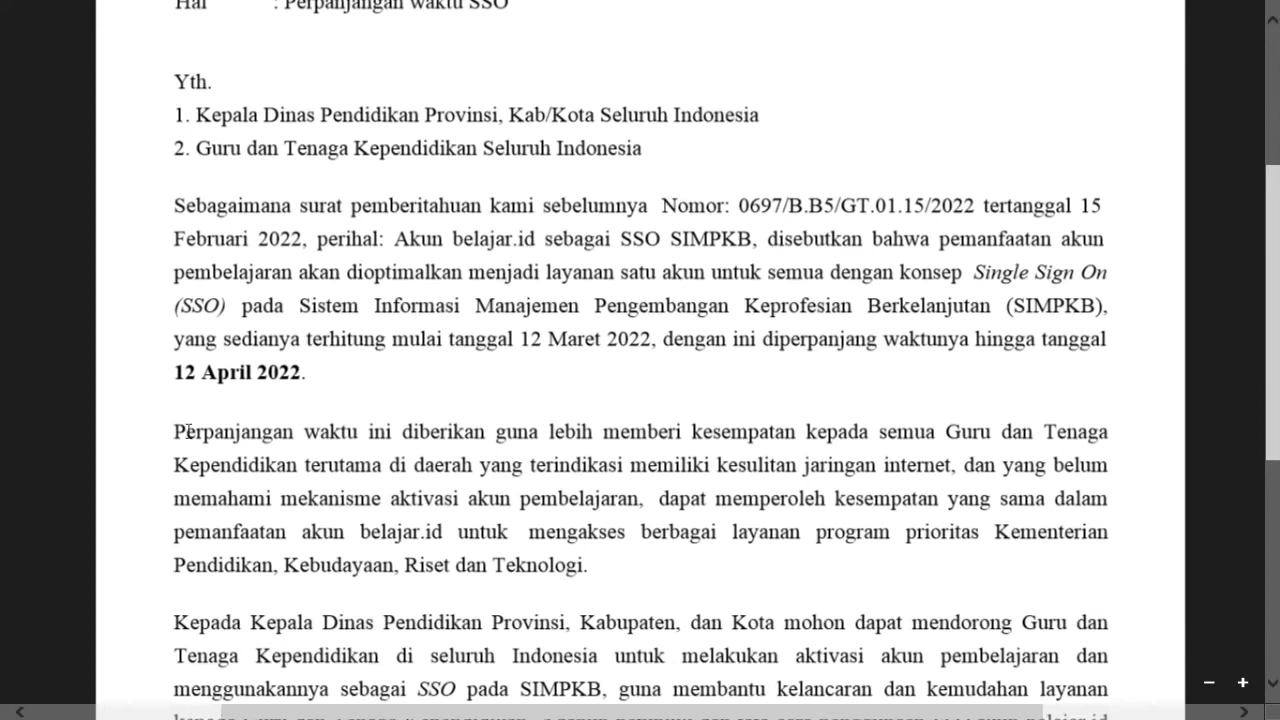 Hal : Perpanjangan waktu SSO
Yth.
1. Kepala Dinas Pendidikan Provinsi, Kab/Kota Seluruh Indonesia
2. Guru dan Tenaga Kependidikan Seluruh Indonesia
Sebagaimana surat pemberitahuan kami sebelumnya Nomor: 0697/B.B5/GT.01.15/2022 tertanggal 15
Februari 2022, perihal: Akun belajar.id sebagai SSO SIMPKB, disebutkan bahwa pemanfaatan akun
pembelajaran akan dioptimalkan menjadi layanan satu akun untuk semua dengan konsep Single Sign On
(SSO) pada Sistem Informasi Manajemen Pengembangan Keprofesian Berkelanjutan (SIMPKB),
yang sedianya terhitung mulai tanggal 12 Maret 2022, dengan ini diperpanjang waktunya hingga tanggal
12 April 2022.
Perpanjangan waktu ini diberikan guna lebih memberi kesempatan kepada semua Guru dan Tenaga
Kependidikan terutama di daerah yang terindikasi memiliki kesulitan jaringan internet, dan yang belum
memahami mekanisme aktivasi akun pembelajaran, dapat memperoleh kesempatan yang sama dalam
pemanfaatan akun belajar.id untuk mengakses berbagai layanan program prioritas Kementerian
Pendidikan, Kebudayaan, Riset dan Teknologi.
Kepada Kepala Dinas Pendidikan Provinsi, Kabupaten, dan Kota mohon dapat mendorong Guru dan
Tenaga Kependidikan di seluruh Indonesia untuk melakukan aktivasi akun pembelajaran dan
menggunakannya sebagai SSO pada SIMPKB, guna membantu kelancaran dan kemudahan layanan